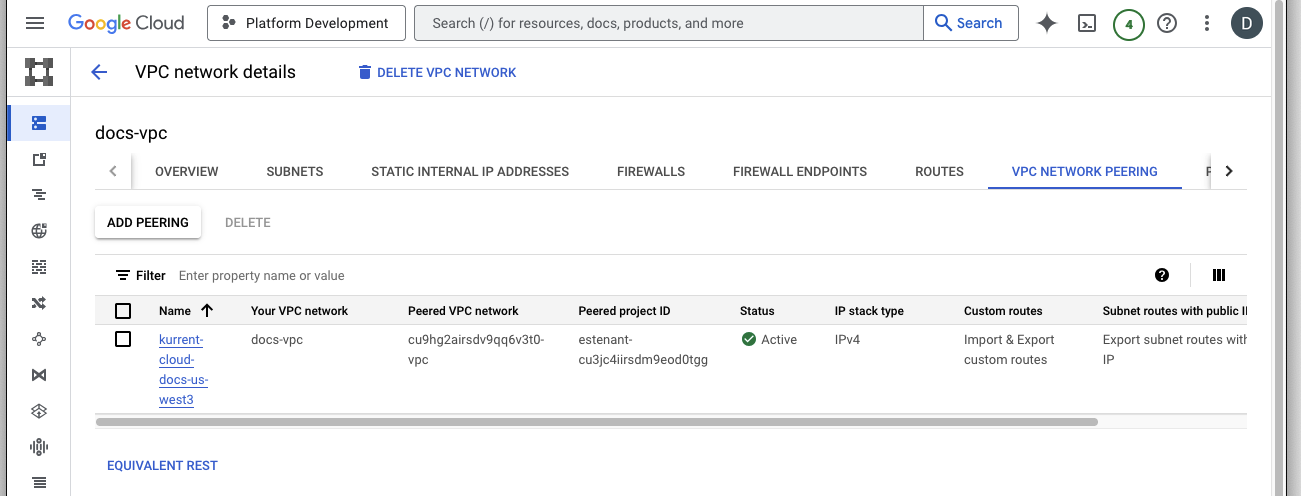 Google Cloud Platform Development Search (/) for resources, docs, products, and more Search 4 D
VPC network details DELETE VPC NETWORK
docs-vpc
OVERVIEW SUBNETS STATIC INTERNAL IP ADDRESSES FIREWALLS FIREWALL ENDPOINTS ROUTES VPC NETWORK PEERING
ADD PEERING DELETE
Filter Enter property name or value
Name Your VPC network Peered VPC network Peered project ID Status IP stack type Custom routes Subnet routes with public
kurrent- docs-vpc cu9hg2airsdv9qq6v3t0- estenant- Active IPv4 Import & Export Export subnet routes with
cloud- vpc cu3jc4iirsdm9eod0tgg custom routes IP
docs-us-
west3
EQUIVALENT REST